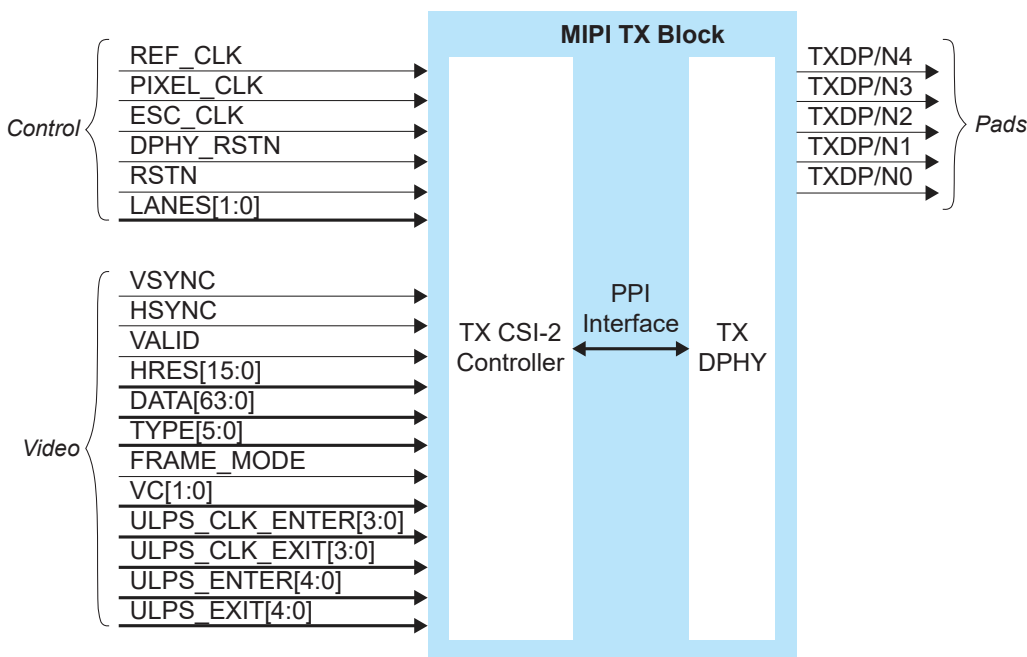 MIPI TX Block
Control
REF_CLK
PIXEL_CLK
ESC_CLK
DPHY_RSTN
RSTN
LANES[1:0]
Video
VSYNC
HSYNC
VALID
HRES[15:0]
DATA[63:0]
TYPE[5:0]
FRAME_MODE
VC[1:0]
ULPS_CLK_ENTER[3:0]
ULPS_CLK_EXIT[3:0]
ULPS_ENTER[4:0]
ULPS_EXIT[4:0]
TX CSI-2
Controller
PPI
Interface
TX
DPHY
TXDP/N4
TXDP/N3
TXDP/N2
TXDP/N1
TXDP/N0
Pads